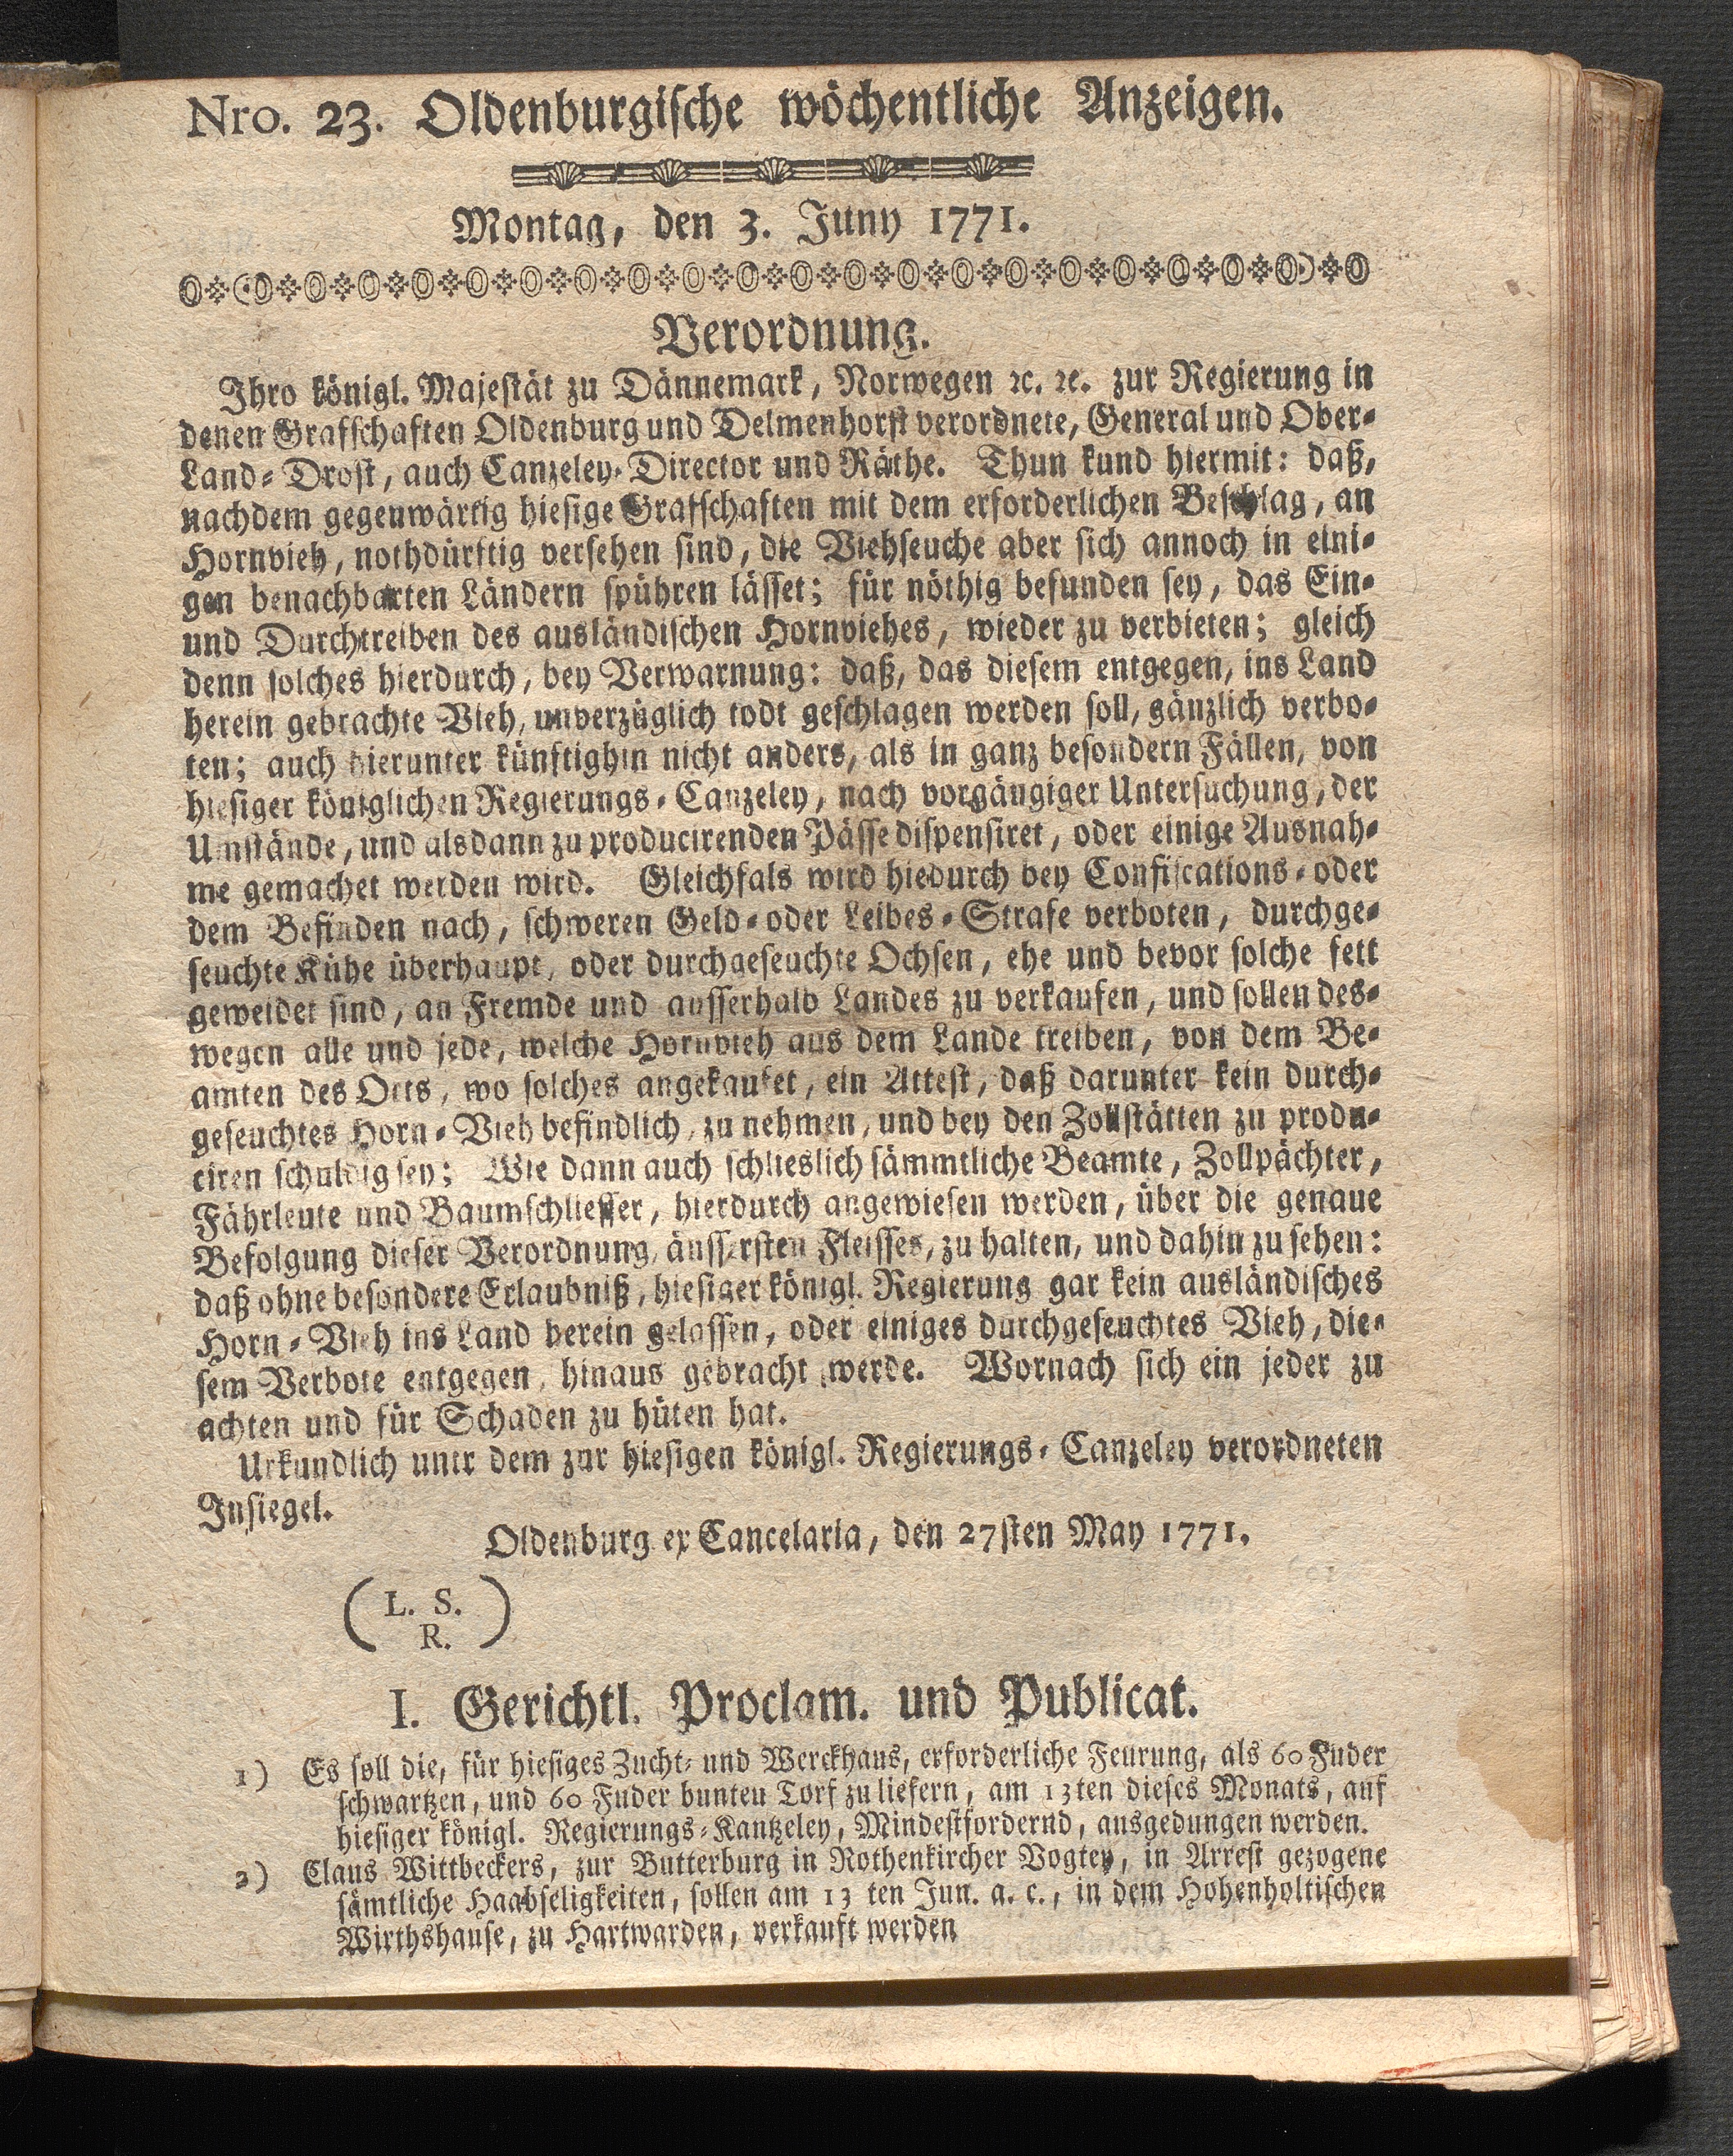 Nro. 23. Oldenburgische wöchentliche Anzeigen.
Montag, den 3. Juny 1771.
Verordnung.
Ihro königl. Majestät zu Dännemark, Norwegen ꝛc. ꝛc. zur Regierung in
denen Grafschaften Oldenburg und Delmenhorst verordnete, General und Ober-
Land-Drost, auch Canzeley-Director und Räthe. Thun kund hiermit: daß,
nachdem gegenwärtig hiesige Grafschaften mit dem erforderlichen Beschlag, an
Hornvieh, nothdürftig versehen sind, die Viehseuche aber sich annoch in eini-
gen benachbarten Ländern spühren lässet; für nöthig befunden sey, das Ein-
und Durchtreiben des ausländischen Hornviehes, wieder zu verbieten; gleich
denn solches hierdurch, bey Verwarnung: daß, das diesem entgegen, ins Land
herein gebrachte Vieh, unverzüglich todt geschlagen werden soll, gänzlich verbo-
ten; auch hierunter künftighin nicht anders, als in ganz besondern Fällen, von
hiesiger königlichen Regierungs-Canzeley, nach vorgängiger Untersuchung, der
Umstände, und alsdann zu producirenden Pässe dispensiret, oder einige Ausnah-
me gemachet werden wird. Gleichfals wird hiedurch bey Confiscations-oder
dem Befinden nach, schweren Geld-oder Leibes-Strafe verboten, durchge-
seuchte Kühe überhaupt, oder durchgeseuchte Ochsen, ehe und bevor solche fett
geweidet sind, an Fremde und ausserhalb Landes zu verkaufen, und sollen des-
wegen alle und jede, welche Hornvieh aus dem Lande treiben, von dem Be-
amten des Orts, wo solches angekaufet, ein Attest, daß darunter kein durch-
geseuchtes Horn-Vieh befindlich, zu nehmen, und bey den Zollstätten zu produ-
ciren schuldig sey; Wie dann auch schlieslich sämmtliche Beamte, Zollpächter,
Fährleute und Baumschliesser, hierdurch angewiesen werden, über die genaue
Befolgung dieser Verordnung, äussersten Fleisses, zu halten, und dahin zu sehen:
daß ohne besondere Erlaubniß, hiesiger königl. Regierung gar kein ausländisches
Horn-Vieh ins Land herein gelassen, oder einiges durchgeseuchtes Vieh, die-
sem Verbote entgegen, hinaus gebracht werde. Wornach sich ein jeder zu
achten und für Schaden zu hüten hat.
Urkundlich untr dem zur hiesigen königl. Regierungs-Canzeley verordneten
Insiegel.
Oldenburg ex Cancelaria, den 27sten May 1771.
( L. S. )
R.
I. Gerichtl. Proclam. und Publicat.
1) Es soll die, für hiesiges Zucht- und Werckhaus, erforderliche Feurung, als 60 Fuder
schwartzen, und 60 Fuder bunten Torf zu liefern, am 13ten dieses Monats, auf
hiesiger königl. Regierungs-Kantzeley, Mindestfordernd, ausgedungen werden.
2) Claus Wittbeckers, zur Butterburg in Rothenkircher Vogtey, in Arrest gezogene
sämtliche Haabseligkeiten, sollen am 13 ten Jun. a. c., in dem Hohenholtischen
Wirthshause, zu Hartwarden, verkauft werden